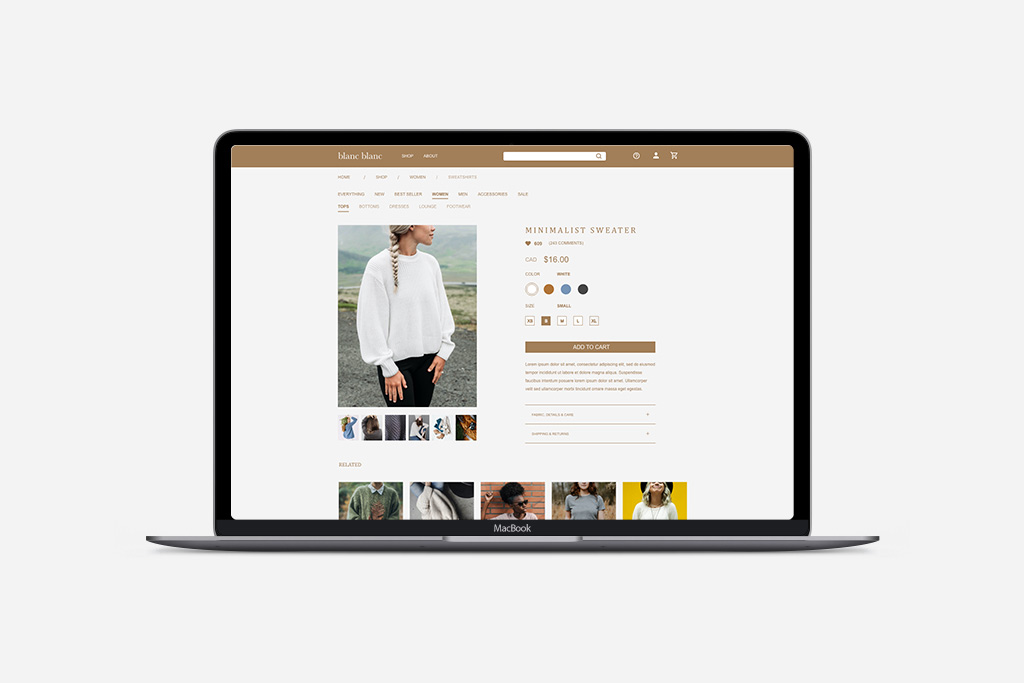 blanc blanc SHOP ABOUT
HOME / SHOP / WOMEN / SWEATSHIRTS
EVERYTHING NEW BEST SELLER WOMEN MEN ACCESSORIES SALE
TOPS BOTTOMS DRESSES LOUNGE FOOTWEAR
MINIMALIST SWEATER
609 (243 COMMENTS)
CAD $16.00
COLOR WHITE
SIZE SMALL
XS S M L XL
ADD TO CART
Lorem ipsum dolor sit amet, consectetur adipiscing elit, sed do eiusmod
tempor incididunt ut labore et dolore magna aliqua. Suspendisse
faucibus interdum posuere lorem ipsum dolor sit amet. Ullamcorper
velit sed ullamcorper morbi tincidunt. Massa eget egestas.
FABRIC, DETAILS & CARE +
SHIPPING & RETURNS +
RELATED
MacBook